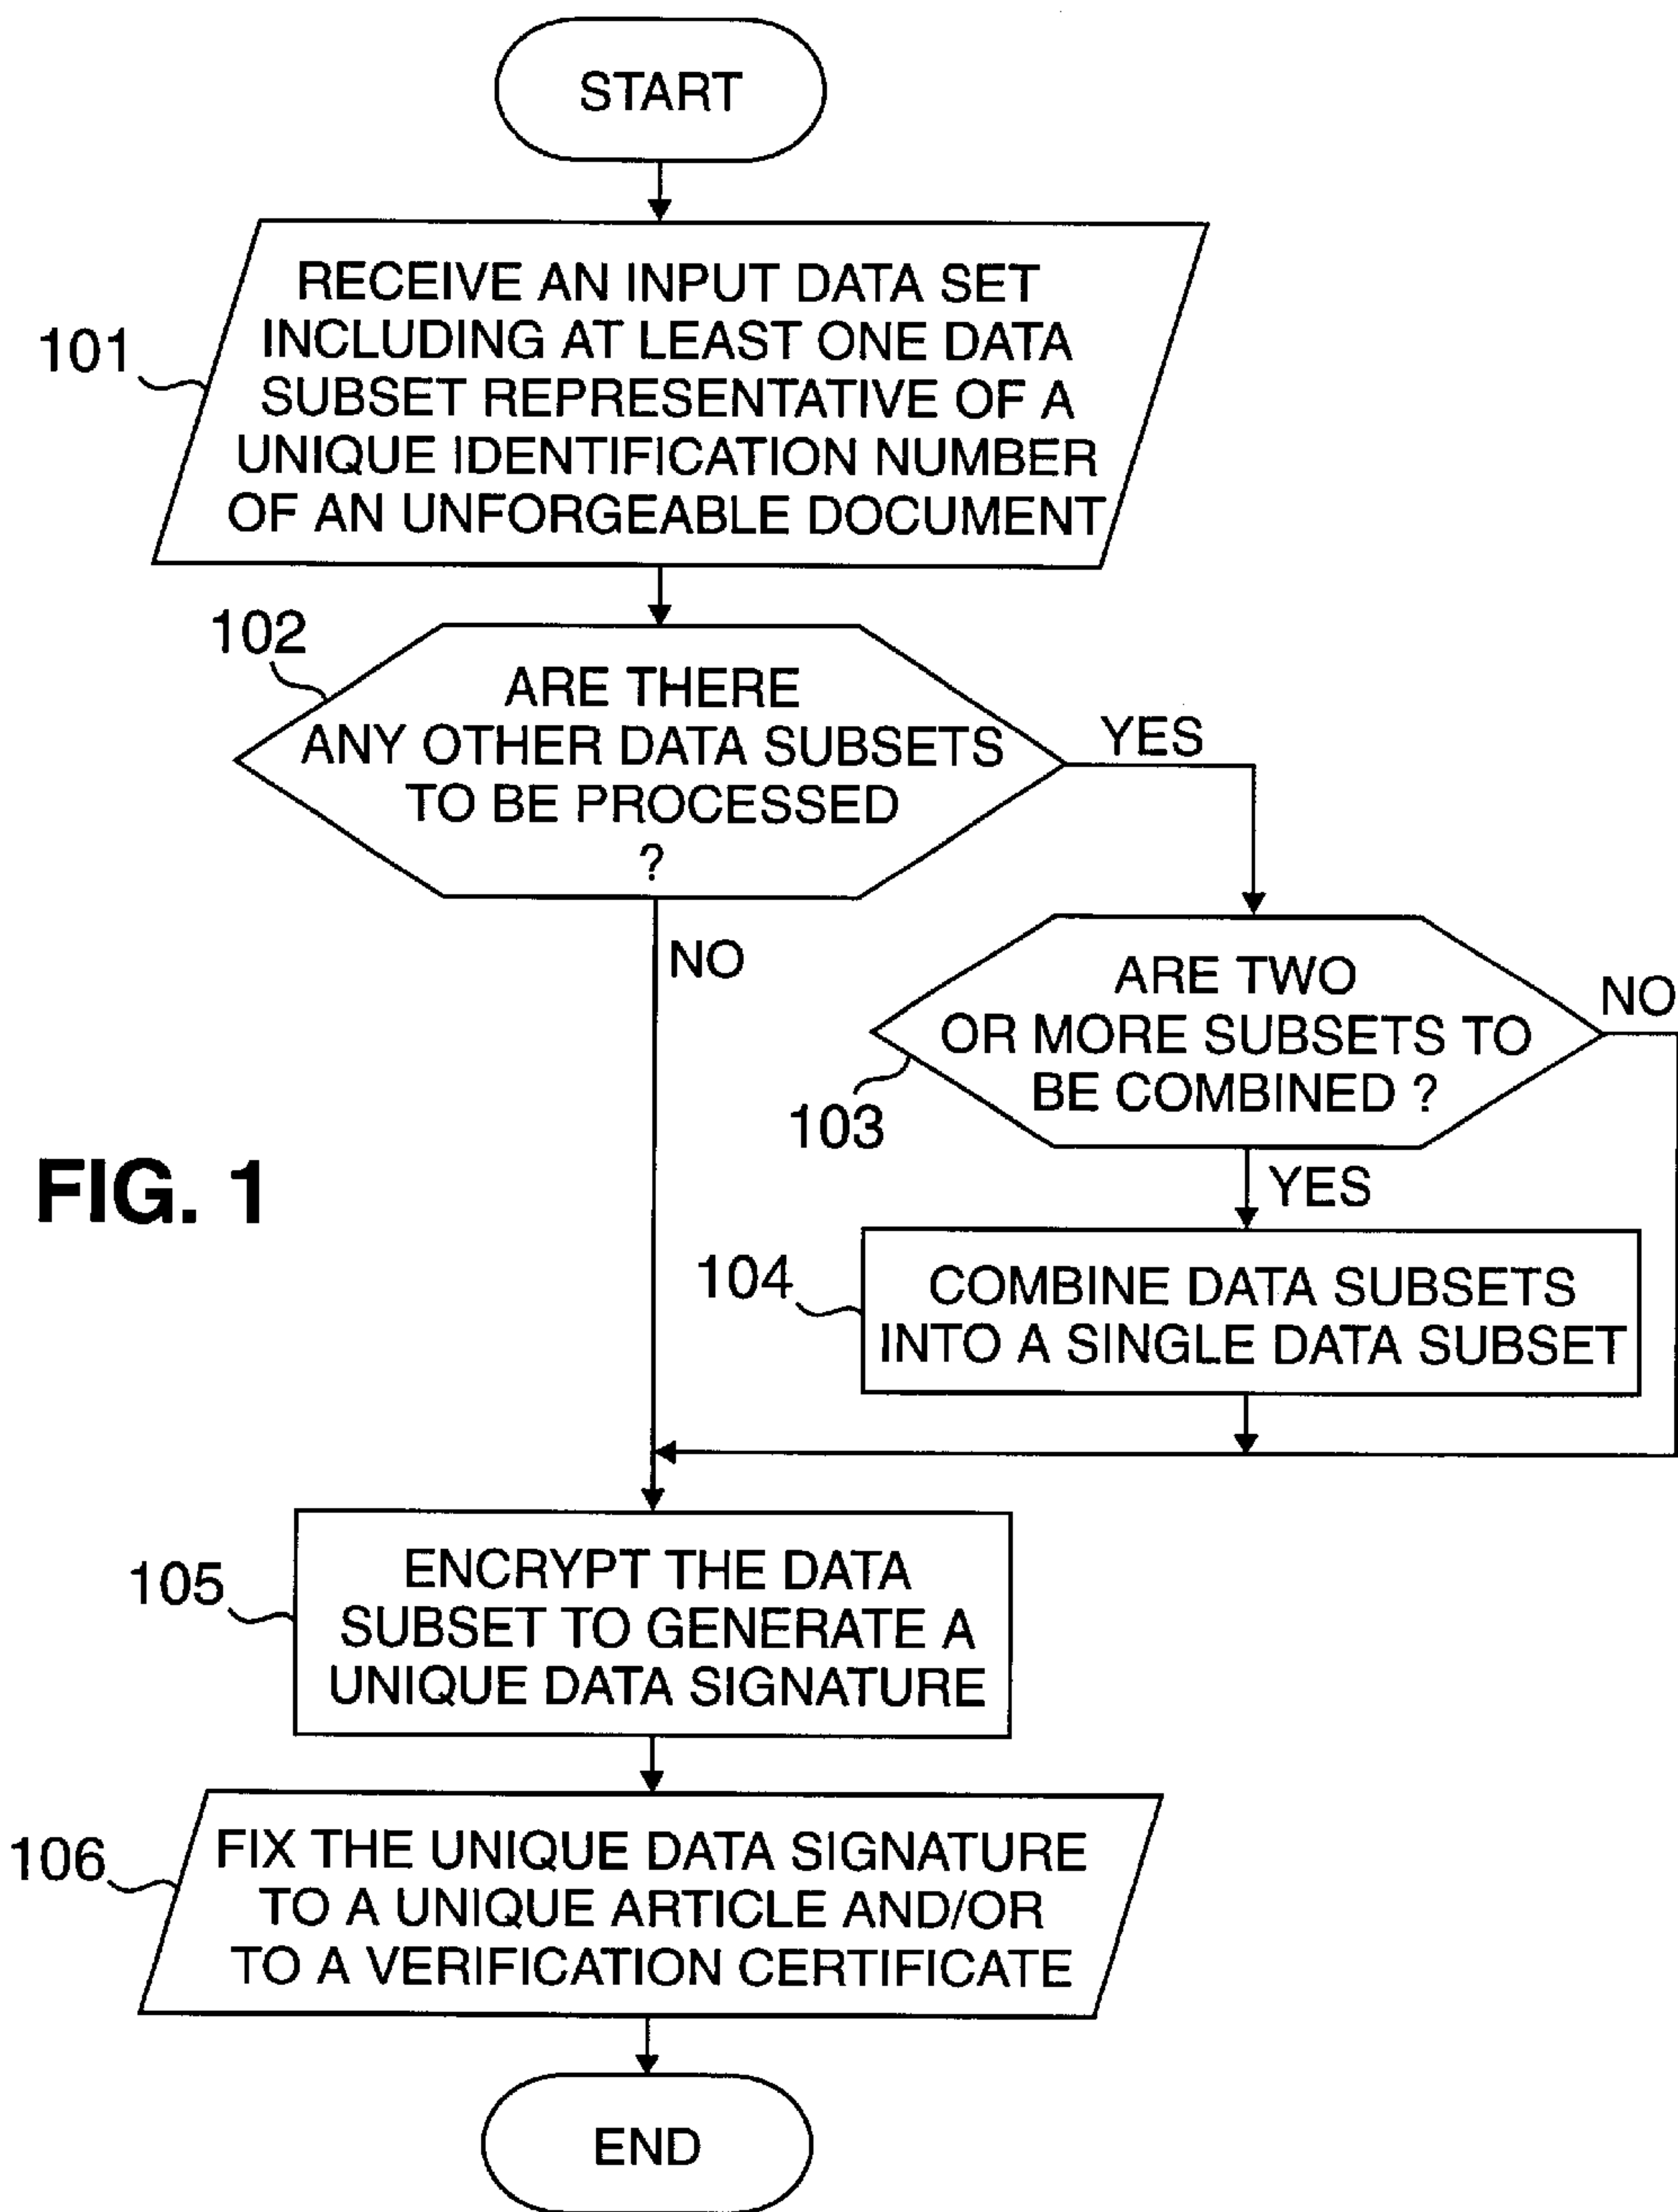 START
101
RECEIVE AN INPUT DATA SET
INCLUDING AT LEAST ONE DATA
SUBSET REPRESENTATIVE OF A
UNIQUE IDENTIFICATION NUMBER
OF AN UNFORGEABLE DOCUMENT
102
ARE THERE
ANY OTHER DATA SUBSETS
TO BE PROCESSED
?
YES
NO
ARE TWO
OR MORE SUBSETS TO
BE COMBINED ?
NO
103
YES
FIG. 1
104
COMBINE DATA SUBSETS
INTO A SINGLE DATA SUBSET
105
ENCRYPT THE DATA
SUBSET TO GENERATE A
UNIQUE DATA SIGNATURE
106
FIX THE UNIQUE DATA SIGNATURE
TO A UNIQUE ARTICLE AND/OR
TO A VERIFICATION CERTIFICATE
END